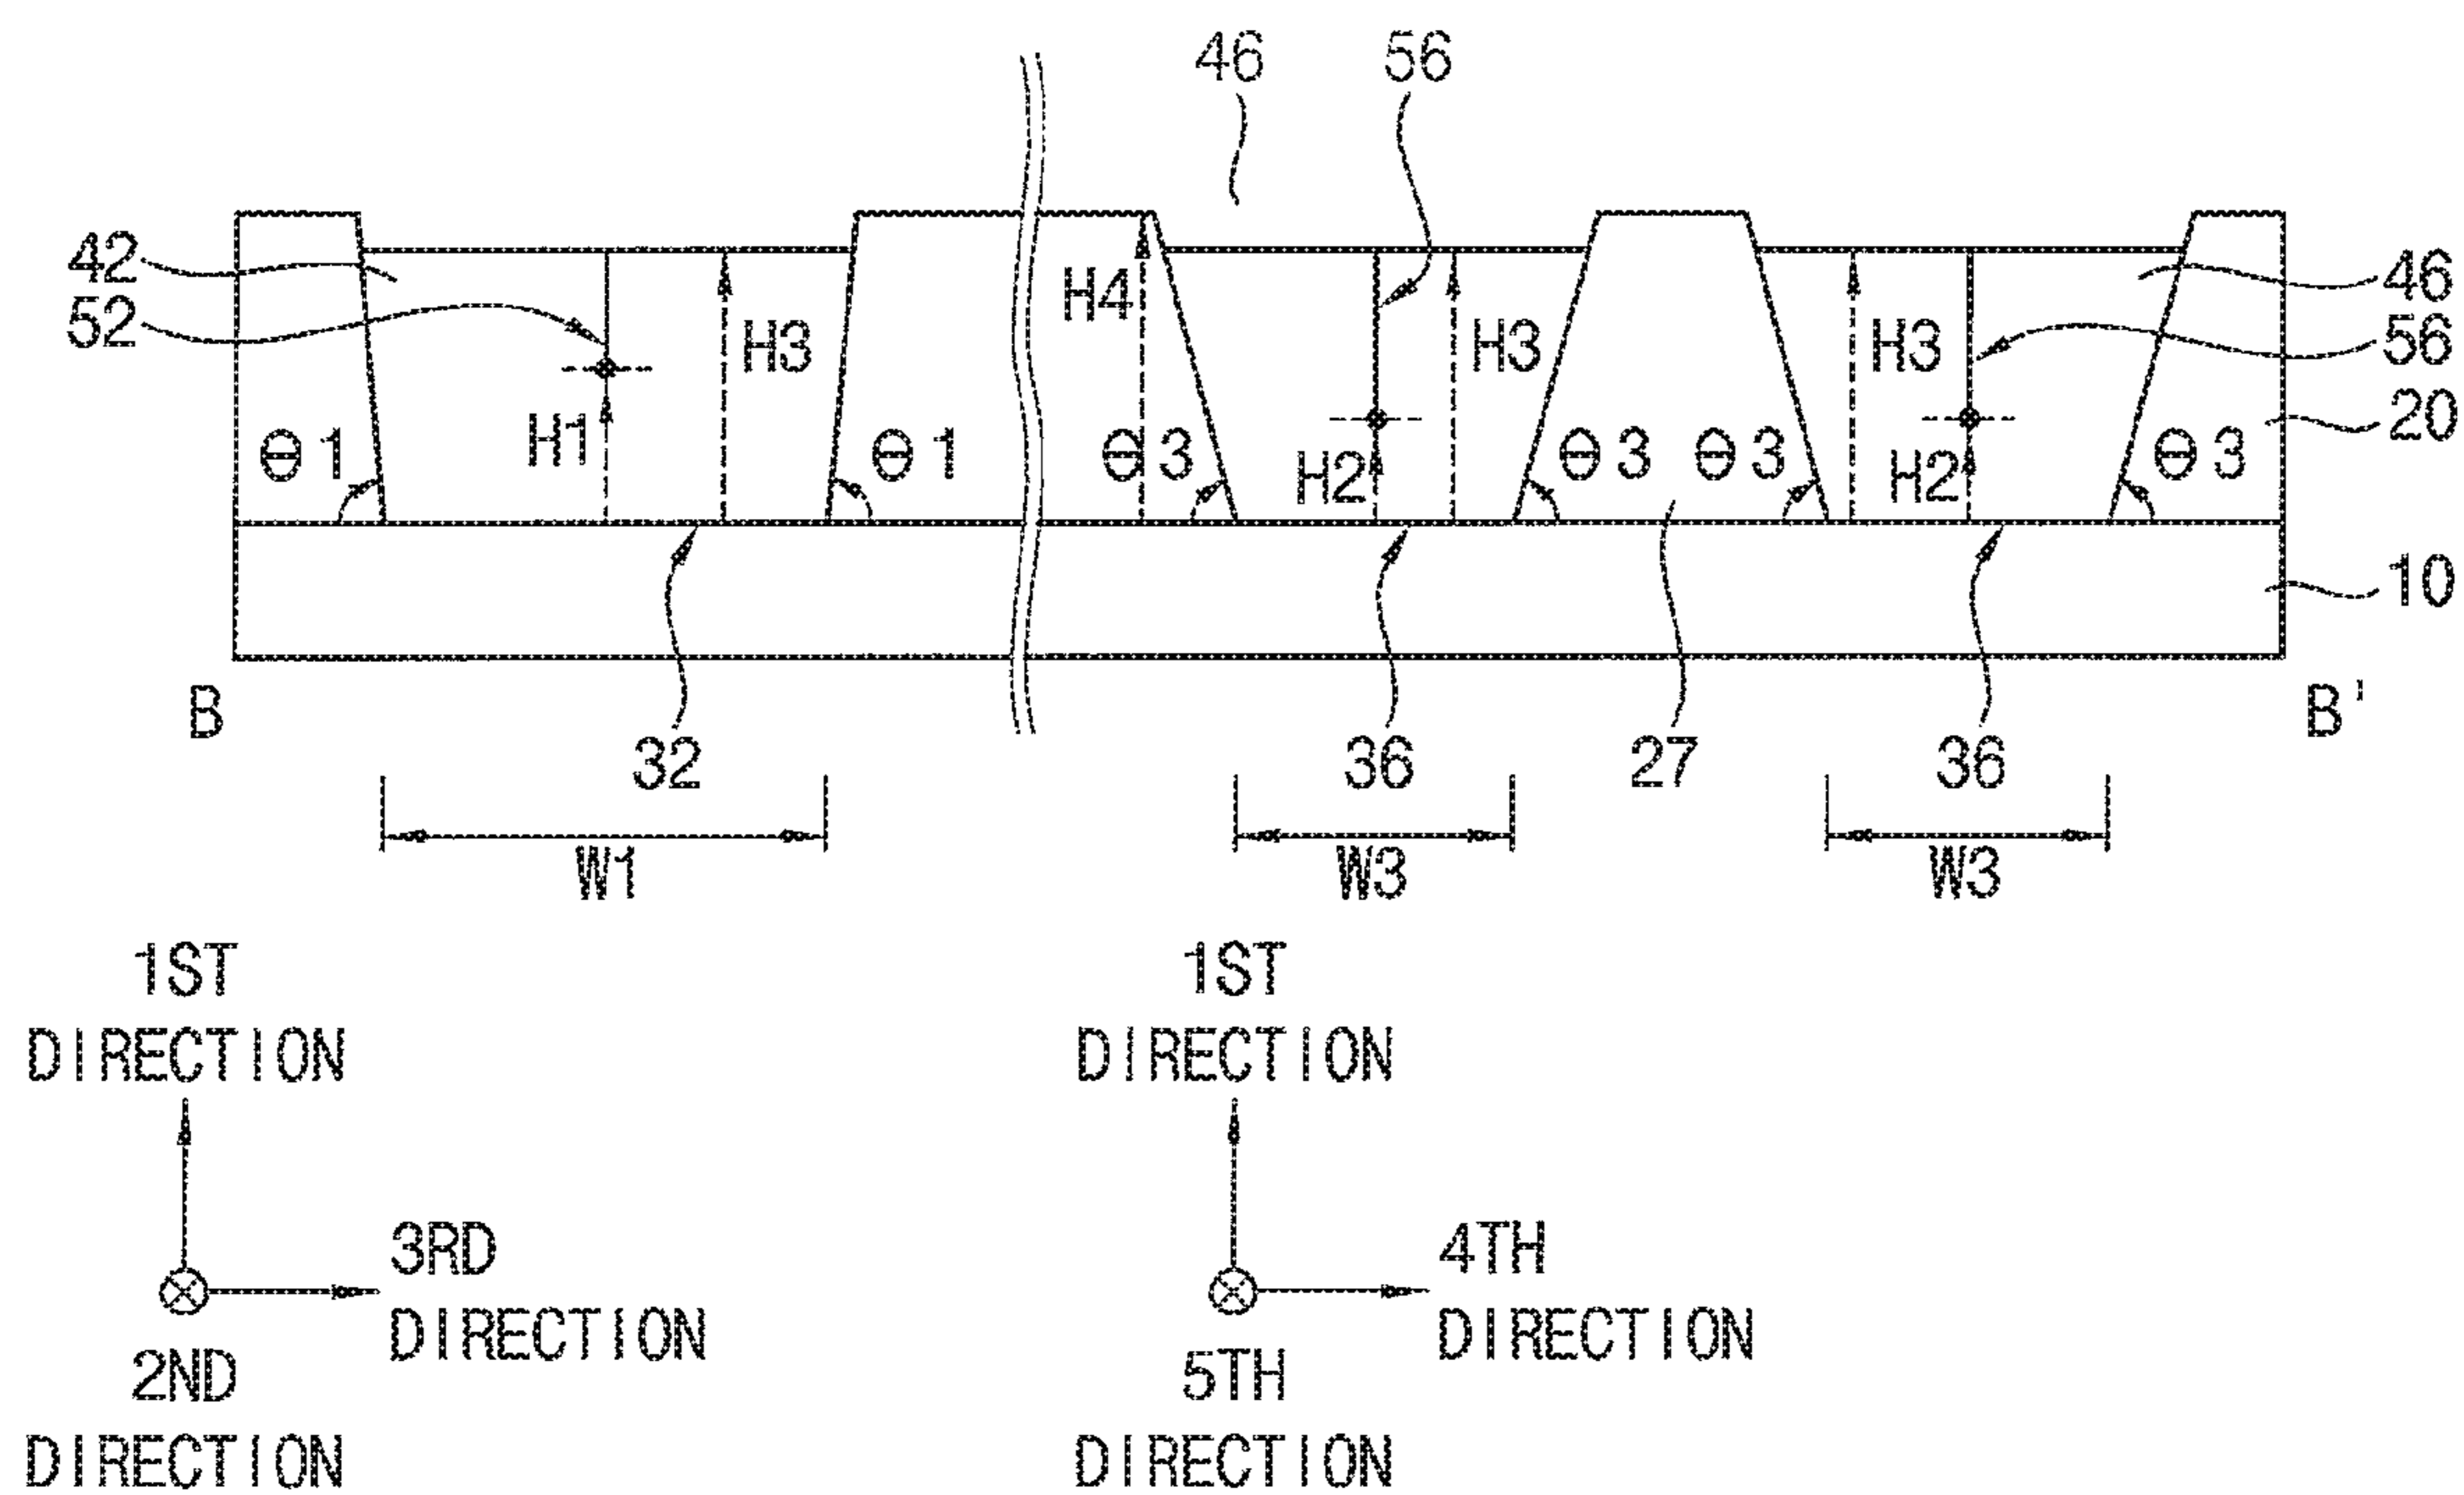 46 56
42
52
H4
46
56
20
10
H3
H3
H3
H1
H2
H2
Θ1
Θ1
Θ3
Θ3
Θ3
Θ3
B
B'
32
36
27
36
W1
W3
W3
1ST
DIRECTION
3RD
DIRECTION
2ND
DIRECTION
1ST
DIRECTION
4TH
DIRECTION
5TH
DIRECTION